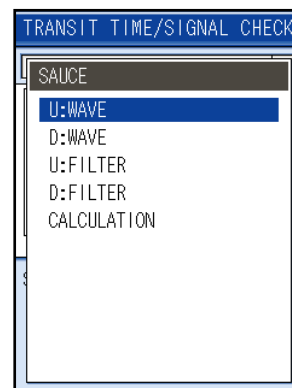 TRANSIT TIME/SIGNAL CHECK
SAUCE
U:WAVE
D:WAVE
U:FILTER
D:FILTER
CALCULATION